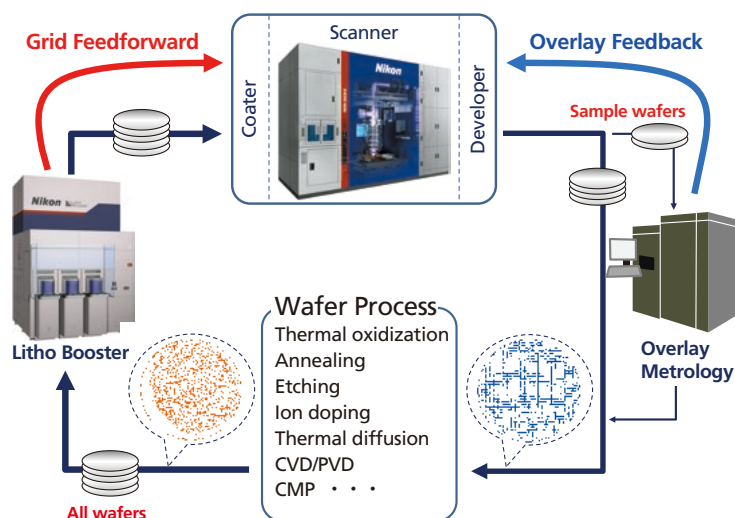 Grid Feedforward
Scanner
Overlay Feedback
Coater
Nikon
Developer
Sample wafers
Nikon
Litho Booster
Wafer Process
Thermal oxidization
Annealing
Etching
Ion doping
Thermal diffusion
CVD/PVD
CMP ・・・
Overlay
Metrology
All wafers